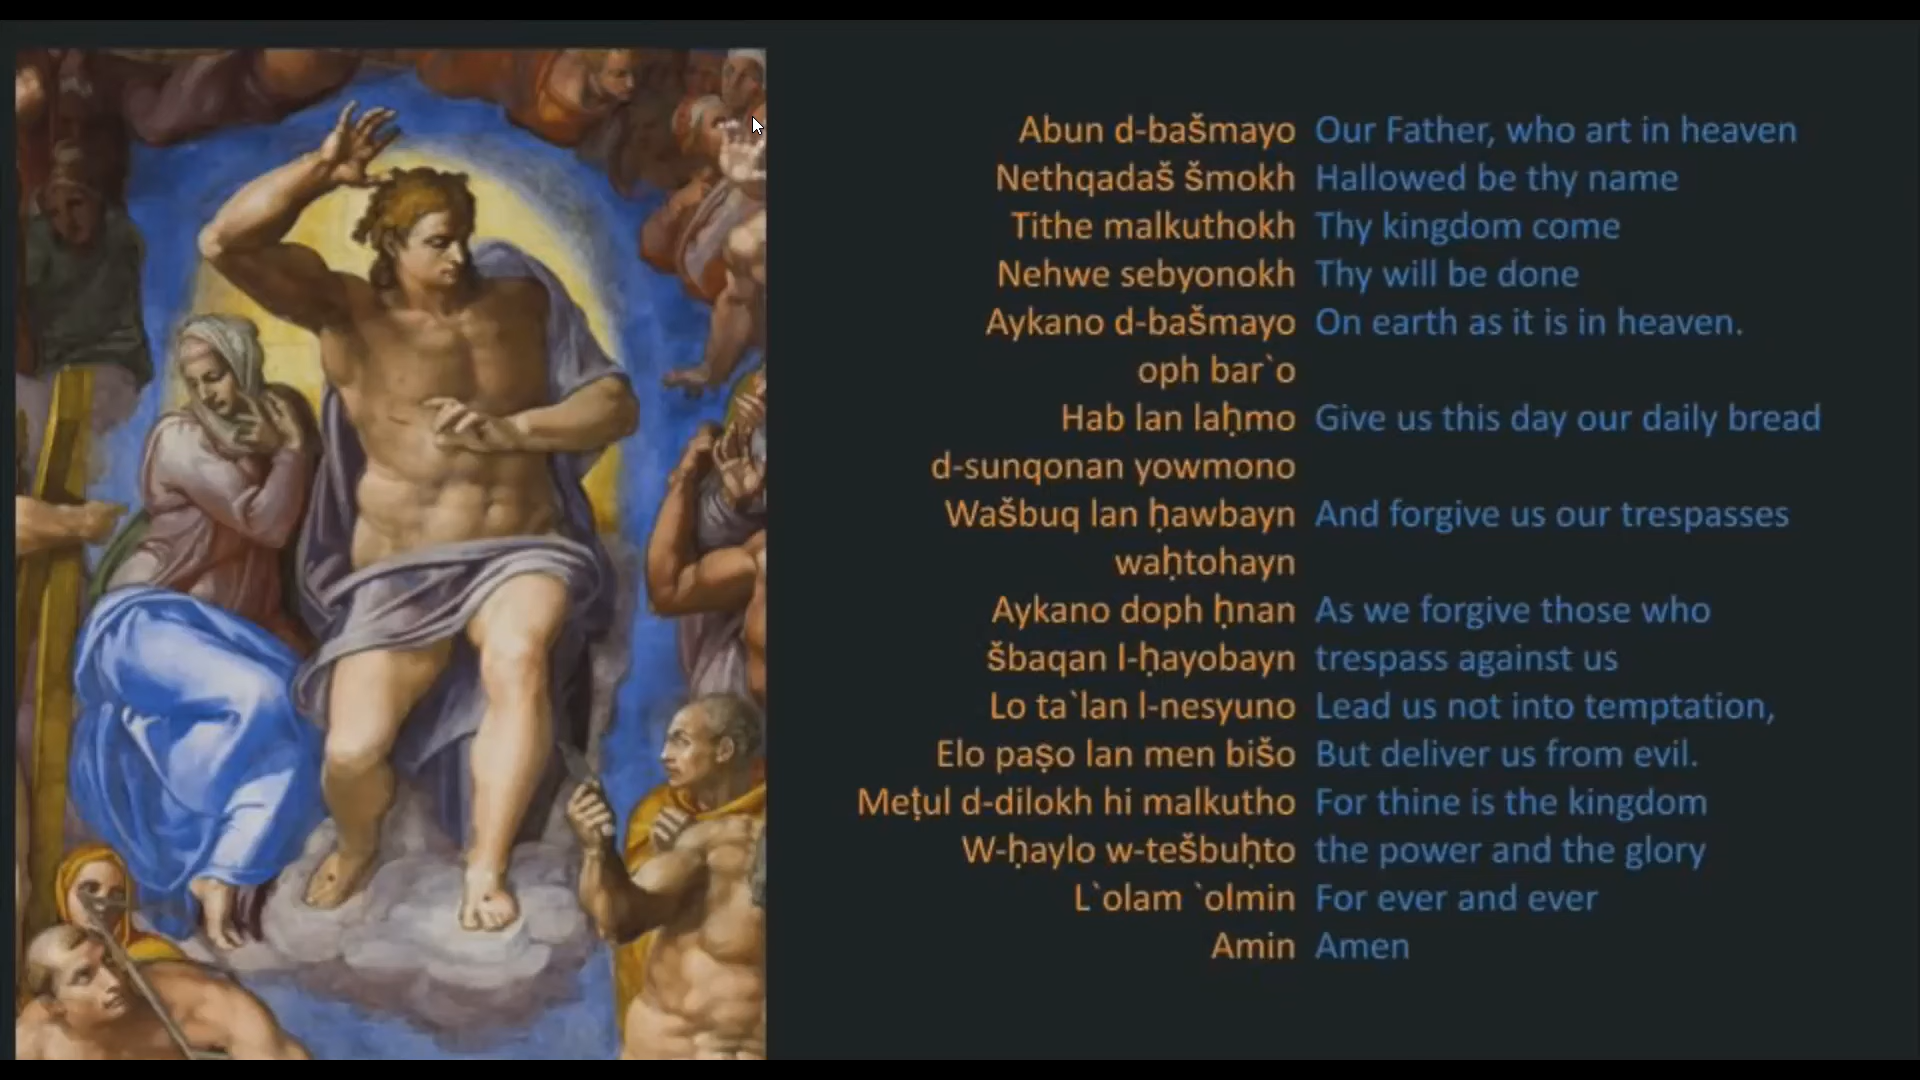 Abun d-bašmayo Our Father, who art in heaven
Nethqadaš šmokh Hallowed be thy name
Tithe malkuthokh Thy kingdom come
Nehwe sebyonokh Thy will be done
Aykano d-bašmayo On earth as it is in heaven.
oph bar`o
Hab lan laḥmo Give us this day our daily bread
d-sunqonan yowmono
Wašbuq lan ḥawbayn And forgive us our trespasses
waḥtohayn
Aykano doph ḥnan As we forgive those who
šbaqan l-ḥayobayn trespass against us
Lo ta`lan l-nesyuno Lead us not into temptation,
Elo paṣo lan men bišo But deliver us from evil.
Meṭul d-dilokh hi malkutho For thine is the kingdom
W-ḥaylo w-tešbuḥto the power and the glory
L`olam `olmin For ever and ever
Amin Amen